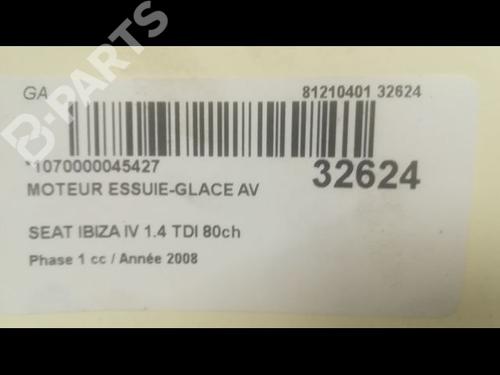 GA 81210401 32624
*1070000045427
32624
MOTEUR ESSUIE-GLACE AV
SEAT IBIZA IV 1.4 TDI 80ch
Phase 1 cc / Année 2008
B-PARTS